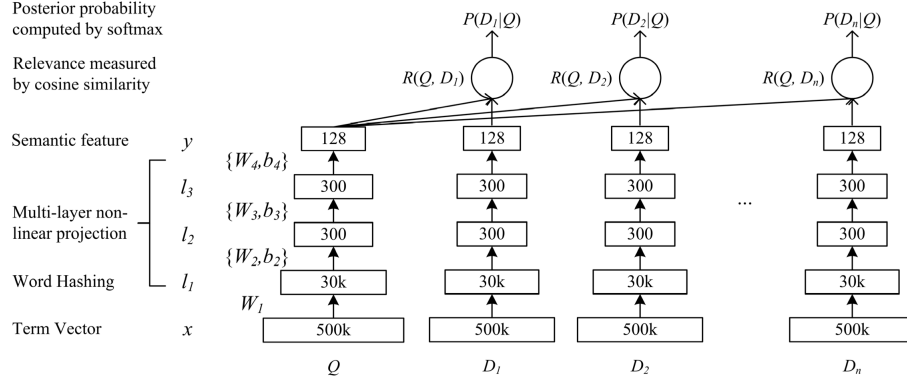 Posterior probability
computed by softmax
P(D1|Q) P(D2|Q) P(Dn|Q)
Relevance measured
by cosine similarity
R(Q, D1) R(Q, D2) R(Q, Dn)
Semantic feature y 128 128 128 128
{W4,b4}
l3 300 300 300 300
{W3,b3}
...
Multi-layer non-
linear projection
l2 300 300 300 300
{W2,b2}
Word Hashing l1 30k 30k 30k 30k
W1
Term Vector x 500k 500k 500k 500k
Q D1 D2 Dn